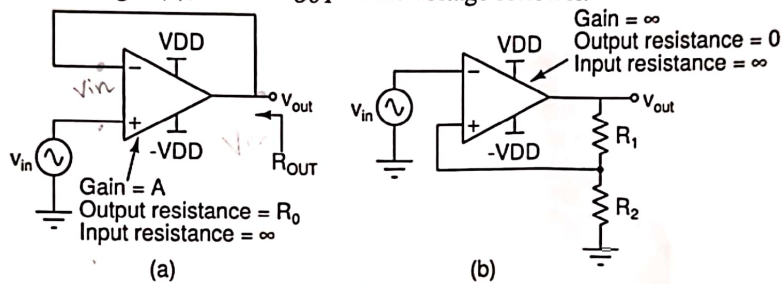 VDD
Vin
Vout
vin
-VDD
ROUT
Gain = A
Output resistance = R0
Input resistance = ∞
(a)
Gain = ∞
Output resistance = 0
Input resistance = ∞
VDD
vin
Vout
-VDD
R1
R2
(b)